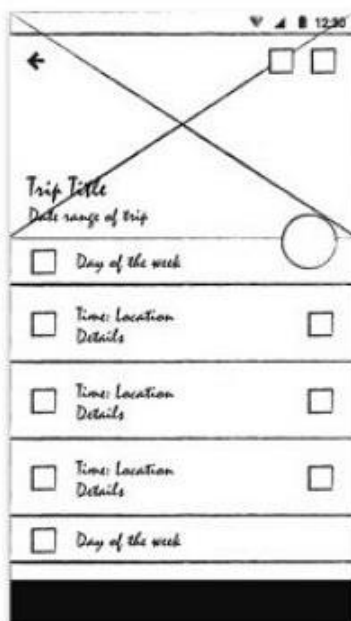 12:30
Trip Title
Date range of trip
Day of the week
Time: Location
Details
Time: Location
Details
Time: Location
Details
Day of the week